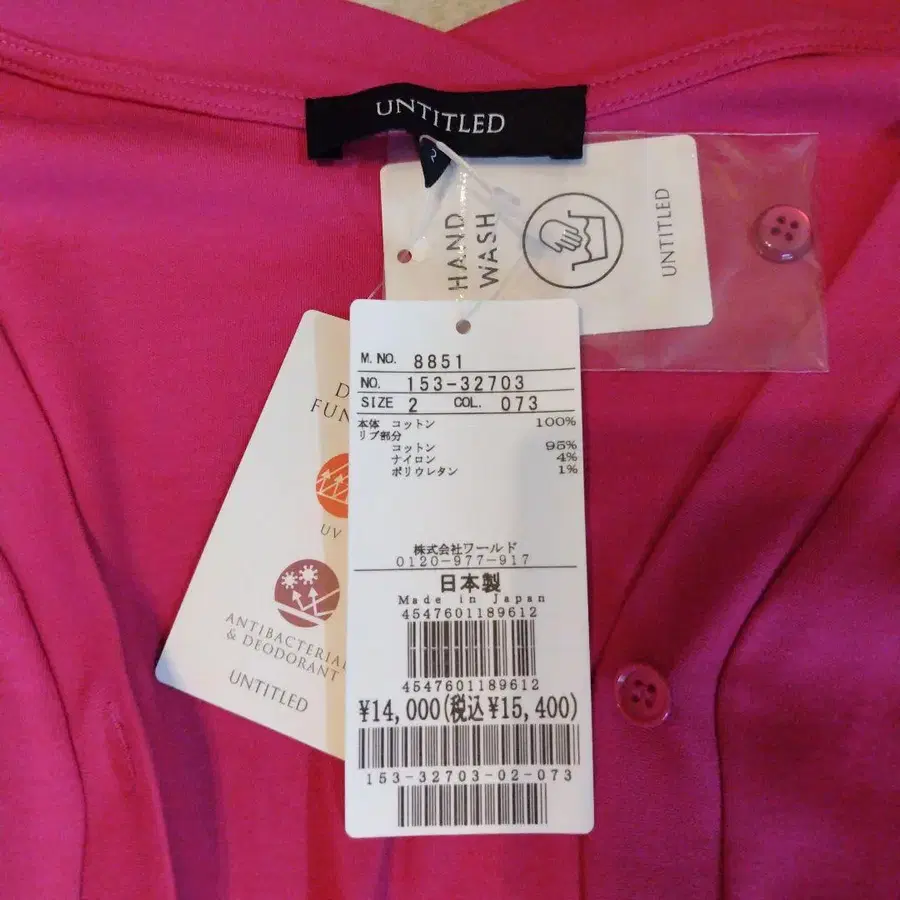 UNTITLED
2
HAND
WASH
UNTITLED
M. NO. 8851
NO. 153-32703
SIZE 2 COL. 073
本体 コットン 100%
リブ部分
コットン 95%
ナイロン 4%
ポリウレタン 1%
株式会社ワールド
0120-977-917
日本製
Made in Japan
4547601189612
4547601189612
¥14,000(税込¥15,400)
153-32703-02-073
D
FUN
UV
ANTIBACTERIAL
& DEODORANT
UNTITLED